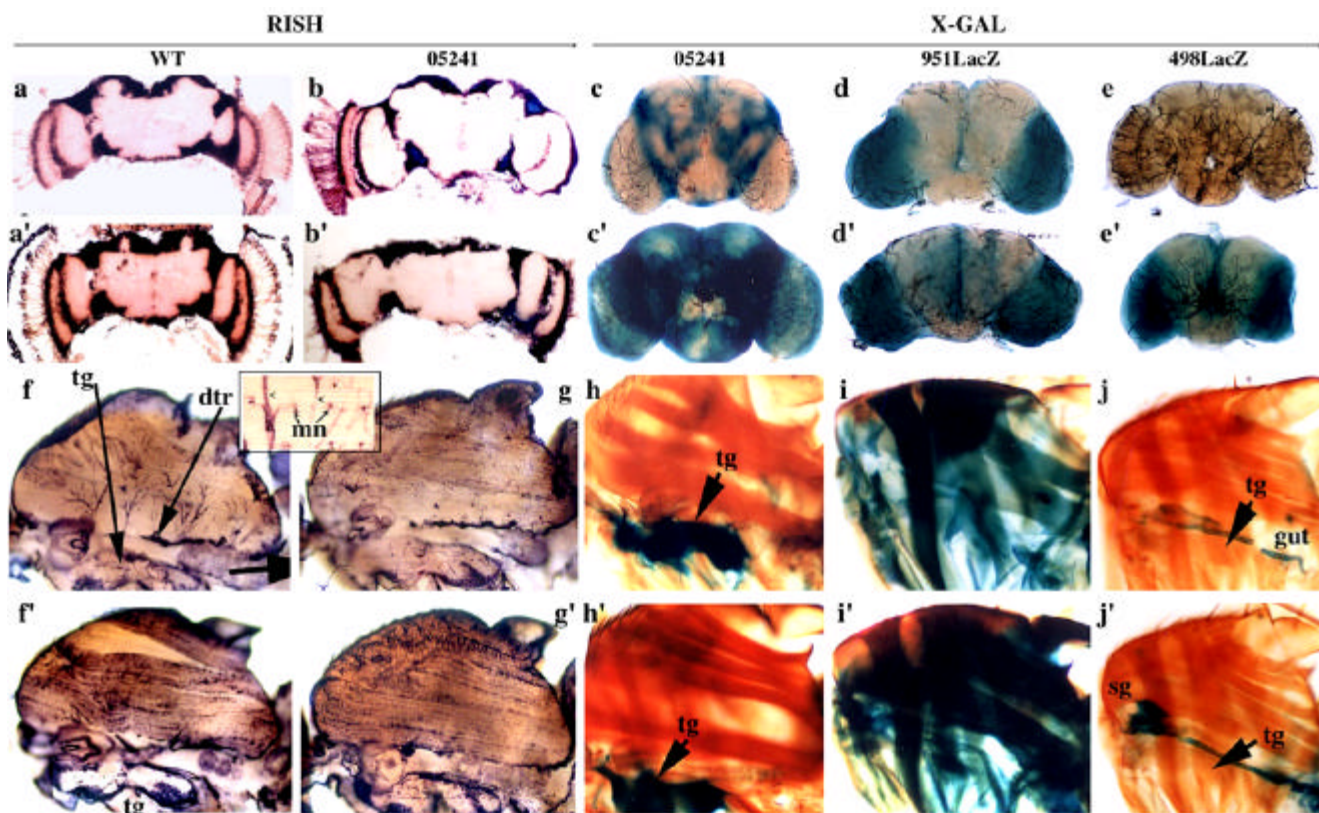 RISH X-GAL
WT 05241 05241 951LacZ 498LacZ
a b c d e
a' b' c' d' e'
f tg dtr mn g h tg i j tg gut
f' tg g' h' tg i' j' sg tg